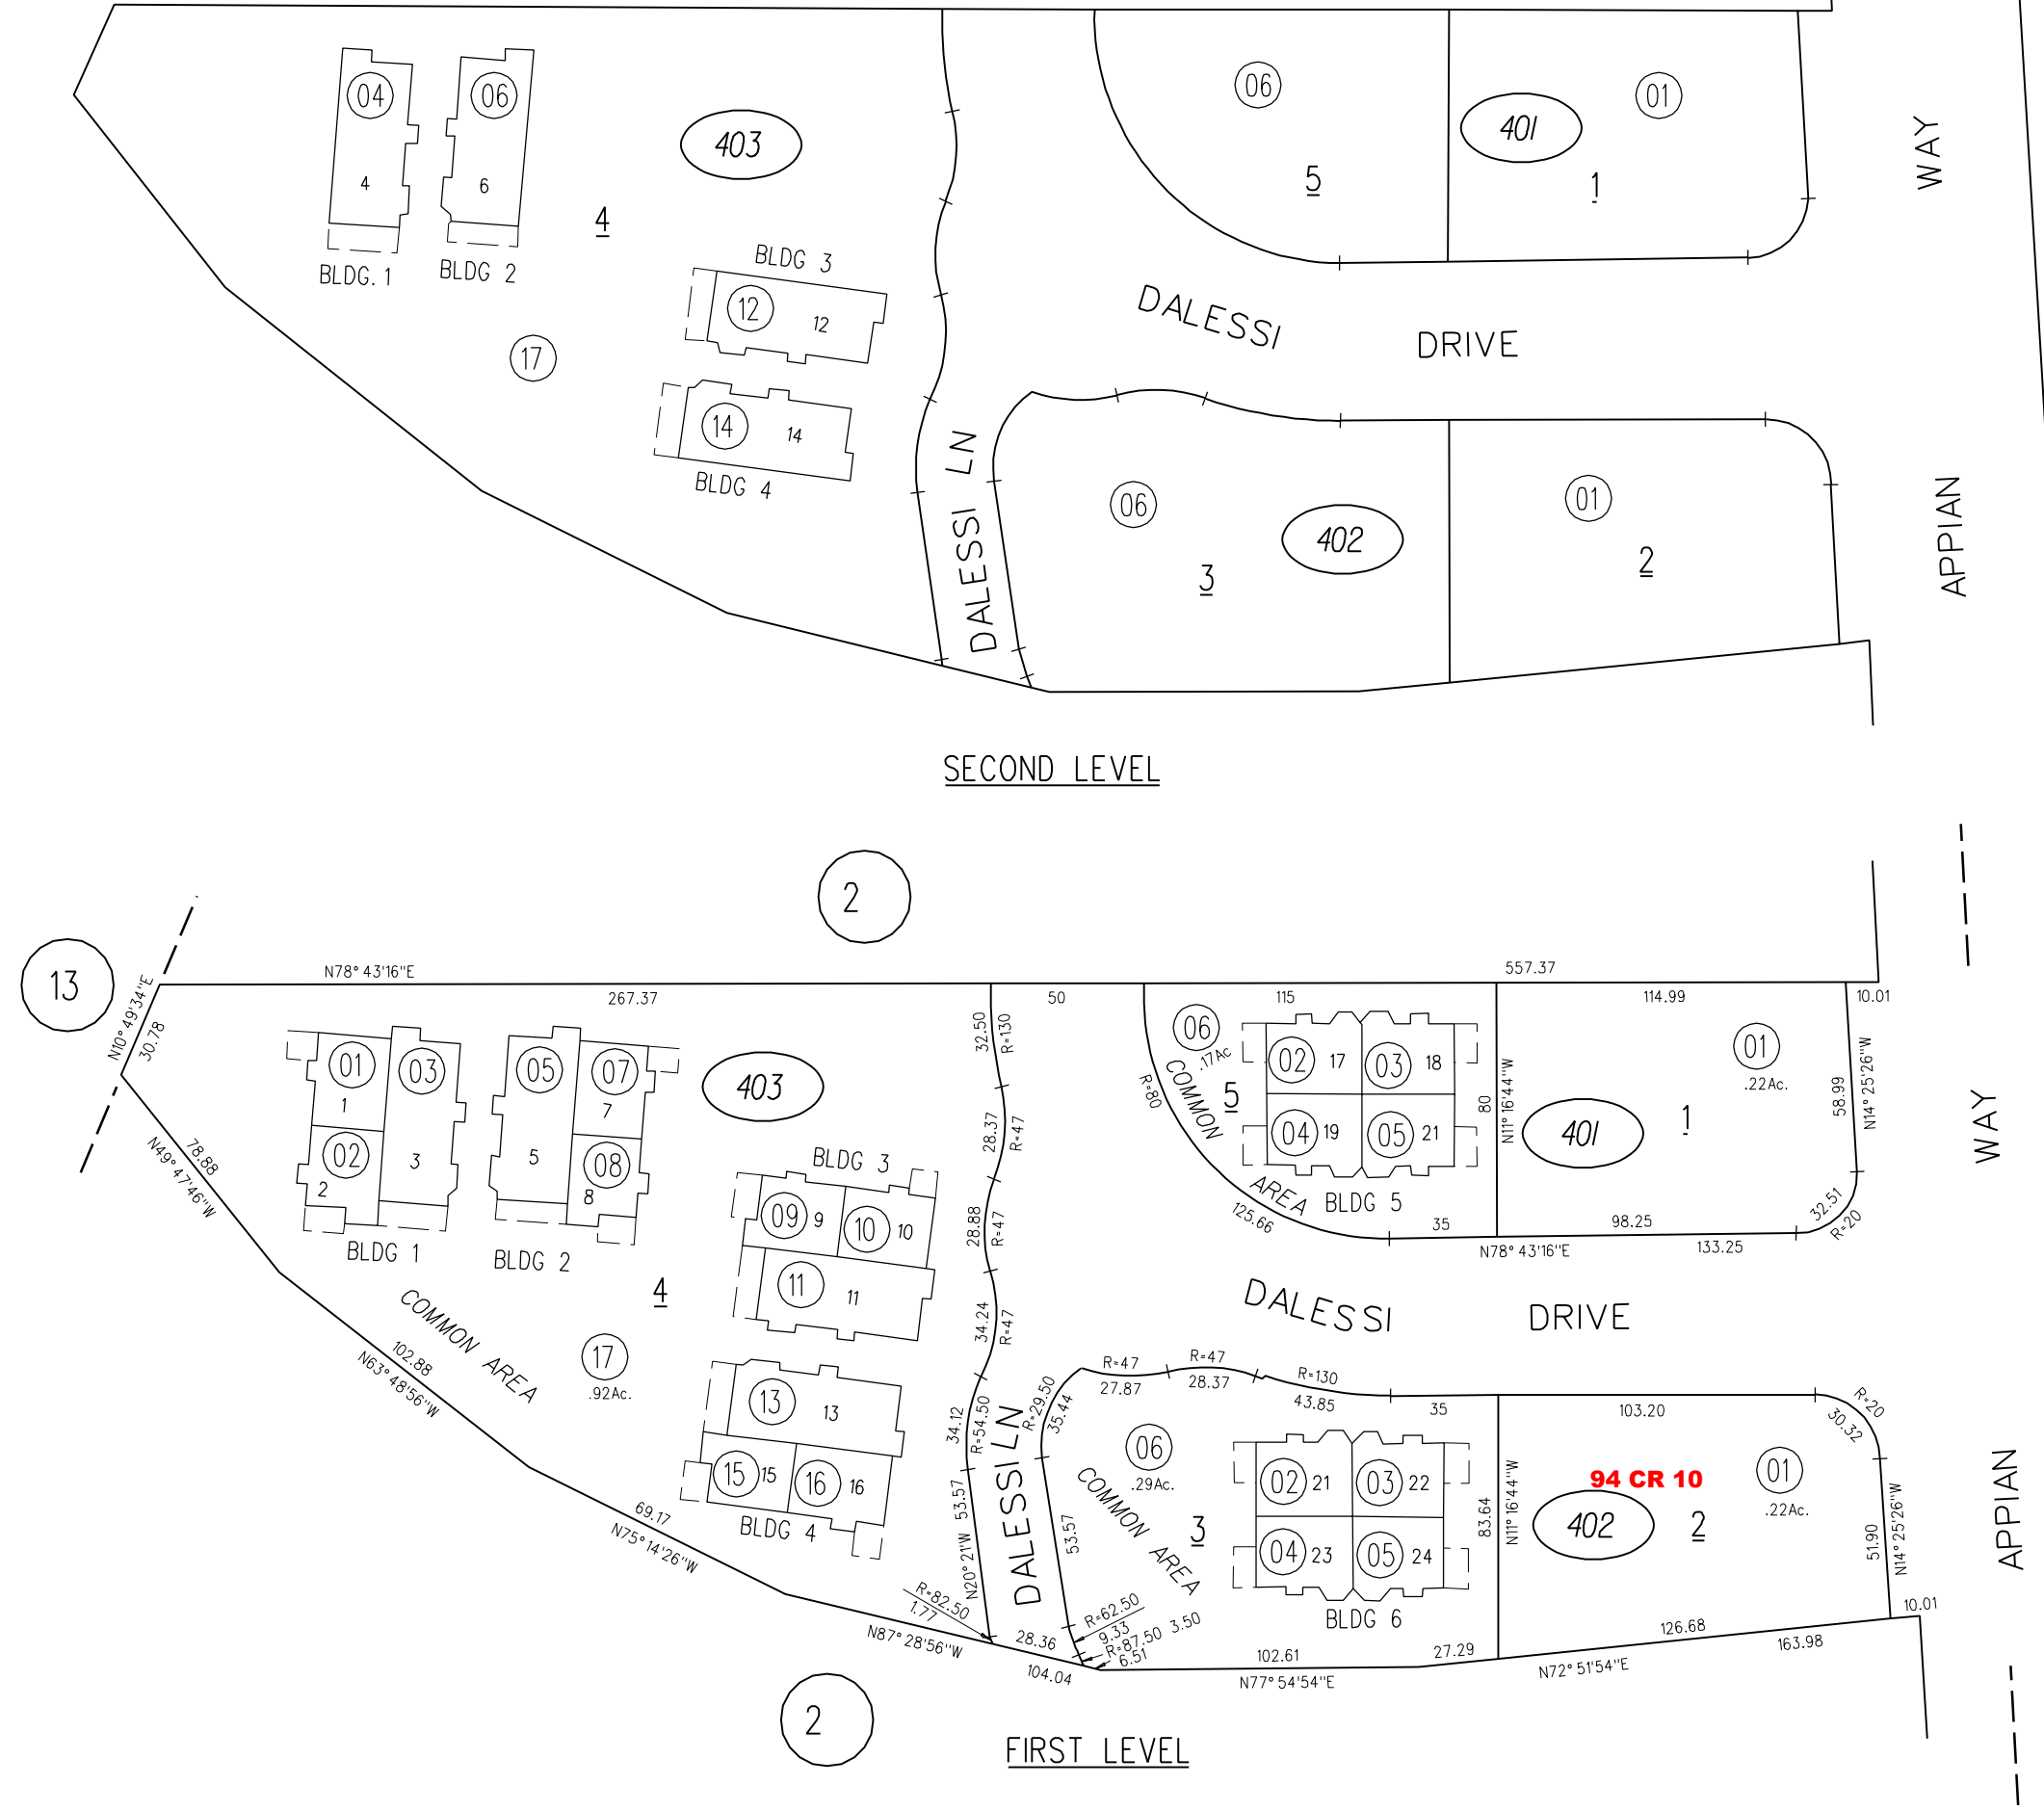 04
06
403
4
6
4
BLDG. 1
BLDG 2
BLDG 3
12
12
17
14
14
BLDG 4
06
5
401
01
1
WAY
DALESSI DRIVE
DALESSI LN
06
402
3
01
2
APPIAN
SECOND LEVEL
2
13
N10°49'34"E
30.78
N78°43'16"E
267.37
50
557.37
115
114.99
10.01
01
1
02
2
03
3
BLDG 1
05
5
07
7
08
8
BLDG 2
403
4
BLDG 3
09
9
10
10
11
11
32.50
R=130
28.37
R=47
28.88
R=47
34.24
R=47
34.12
R=54.50
N20°21'W 53.57
78.88
N49°47'46"W
102.88
N63°48'56"W
69.17
N75°14'26"W
COMMON AREA
17
.92Ac.
13
13
15
15
16
16
BLDG 4
06
.17Ac
COMMON AREA
5
R=80
125.66
02
17
03
18
04
19
05
21
BLDG 5
80
N11°16'44"W
35
01
.22Ac.
401
1
58.99
N14°25'26"W
32.51
R=20
98.25
N78°43'16"E
133.25
WAY
DALESSI DRIVE
DALESSI LN
R=29.50
35.44
R=47
27.87
R=47
28.37
R=130
43.85
35
103.20
R=20
30.32
06
.29Ac.
COMMON AREA
3
53.57
02
21
03
22
04
23
05
24
BLDG 6
83.64
N11°16'44"W
94 CR 10
402
2
01
.22Ac.
51.90
N14°25'26"W
APPIAN
10.01
R=82.50
1.77
N87°28'56"W
28.36
104.04
R=62.50
9.33
R=87.50 3.50
6.51
102.61
N77°54'54"E
27.29
126.68
N72°51'54"E
163.98
2
FIRST LEVEL